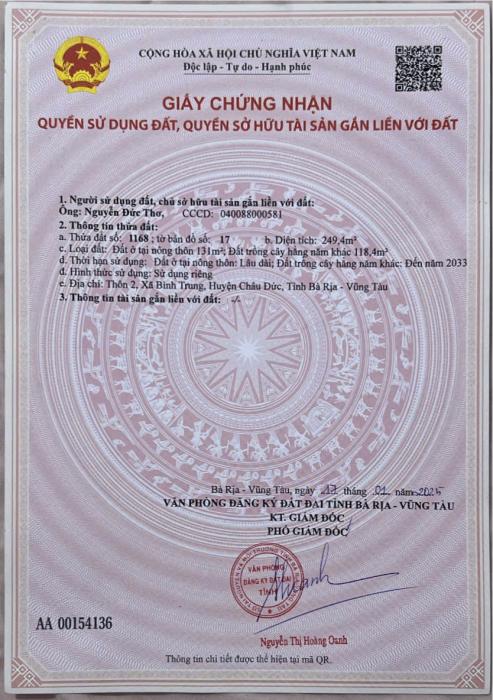 CỘNG HÒA XÃ HỘI CHỦ NGHĨA VIỆT NAM
Độc lập - Tự do - Hạnh phúc
GIẤY CHỨNG NHẬN
QUYỀN SỬ DỤNG ĐẤT, QUYỀN SỞ HỮU TÀI SẢN GẮN LIỀN VỚI ĐẤT
1. Người sử dụng đất, chủ sở hữu tài sản gắn liền với đất:
Ông: Nguyễn Đức Thơ, CCCD: 040088000581
2. Thông tin thửa đất:
a. Thửa đất số: 1168; tờ bản đồ số: 17 b. Diện tích: 249,4m²
c. Loại đất: Đất ở tại nông thôn 131m²; Đất trồng cây hàng năm khác 118,4m²
d. Thời hạn sử dụng: Đất ở tại nông thôn: Lâu dài; Đất trồng cây hàng năm khác: Đến năm 2033
đ. Hình thức sử dụng: Sử dụng riêng
e. Địa chỉ: Thôn 2, Xã Bình Trung, Huyện Châu Đức, Tỉnh Bà Rịa - Vũng Tàu
3. Thông tin tài sản gắn liền với đất: -/-
Bà Rịa - Vũng Tàu, ngày 17 tháng 01 năm 2025
VĂN PHÒNG ĐĂNG KÝ ĐẤT ĐAI TỈNH BÀ RỊA - VŨNG TÀU
KT. GIÁM ĐỐC
PHÓ GIÁM ĐỐC
VĂN PHÒNG
ĐĂNG KÝ ĐẤT ĐAI
TỈNH
AA 00154136
Nguyễn Thị Hoàng Oanh
Thông tin chi tiết được thể hiện tại mã QR.